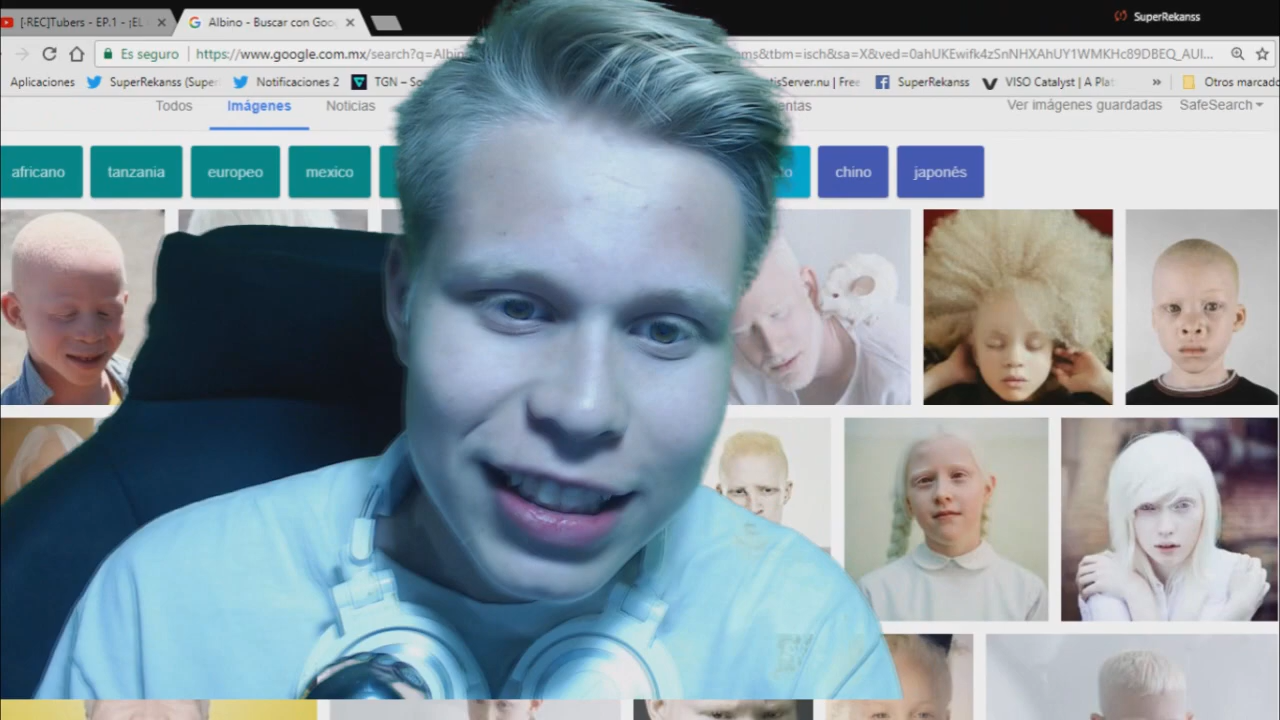 [·REC]Tubers - EP.1 - ¡EL
Albino - Buscar con Goo
SuperRekanss
Es seguro
https://www.google.com.mx/search?q=Albin
ms&tbm=isch&sa=X&ved=0ahUKEwifk4zSnNHXAhUY1WMKHc89DBEQ_AUI...
Aplicaciones
SuperRekanss (Super
Notificaciones 2
TGN – So
tisServer.nu | Free
SuperRekanss
VISO Catalyst | A Plat
»
Otros marcado
Todos
Imágenes
Noticias
Ver imágenes guardadas
SafeSearch
africano
tanzania
europeo
mexico
chino
japonês